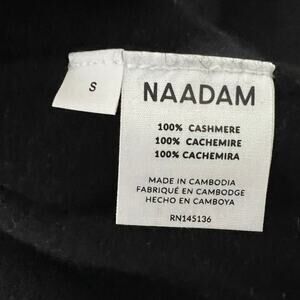 S
NAADAM
100% CASHMERE
100% CACHEMIRE
100% CACHEMIRA
MADE IN CAMBODIA
FABRIQUÉ EN CAMBODGE
HECHO EN CAMBOYA
RN145136